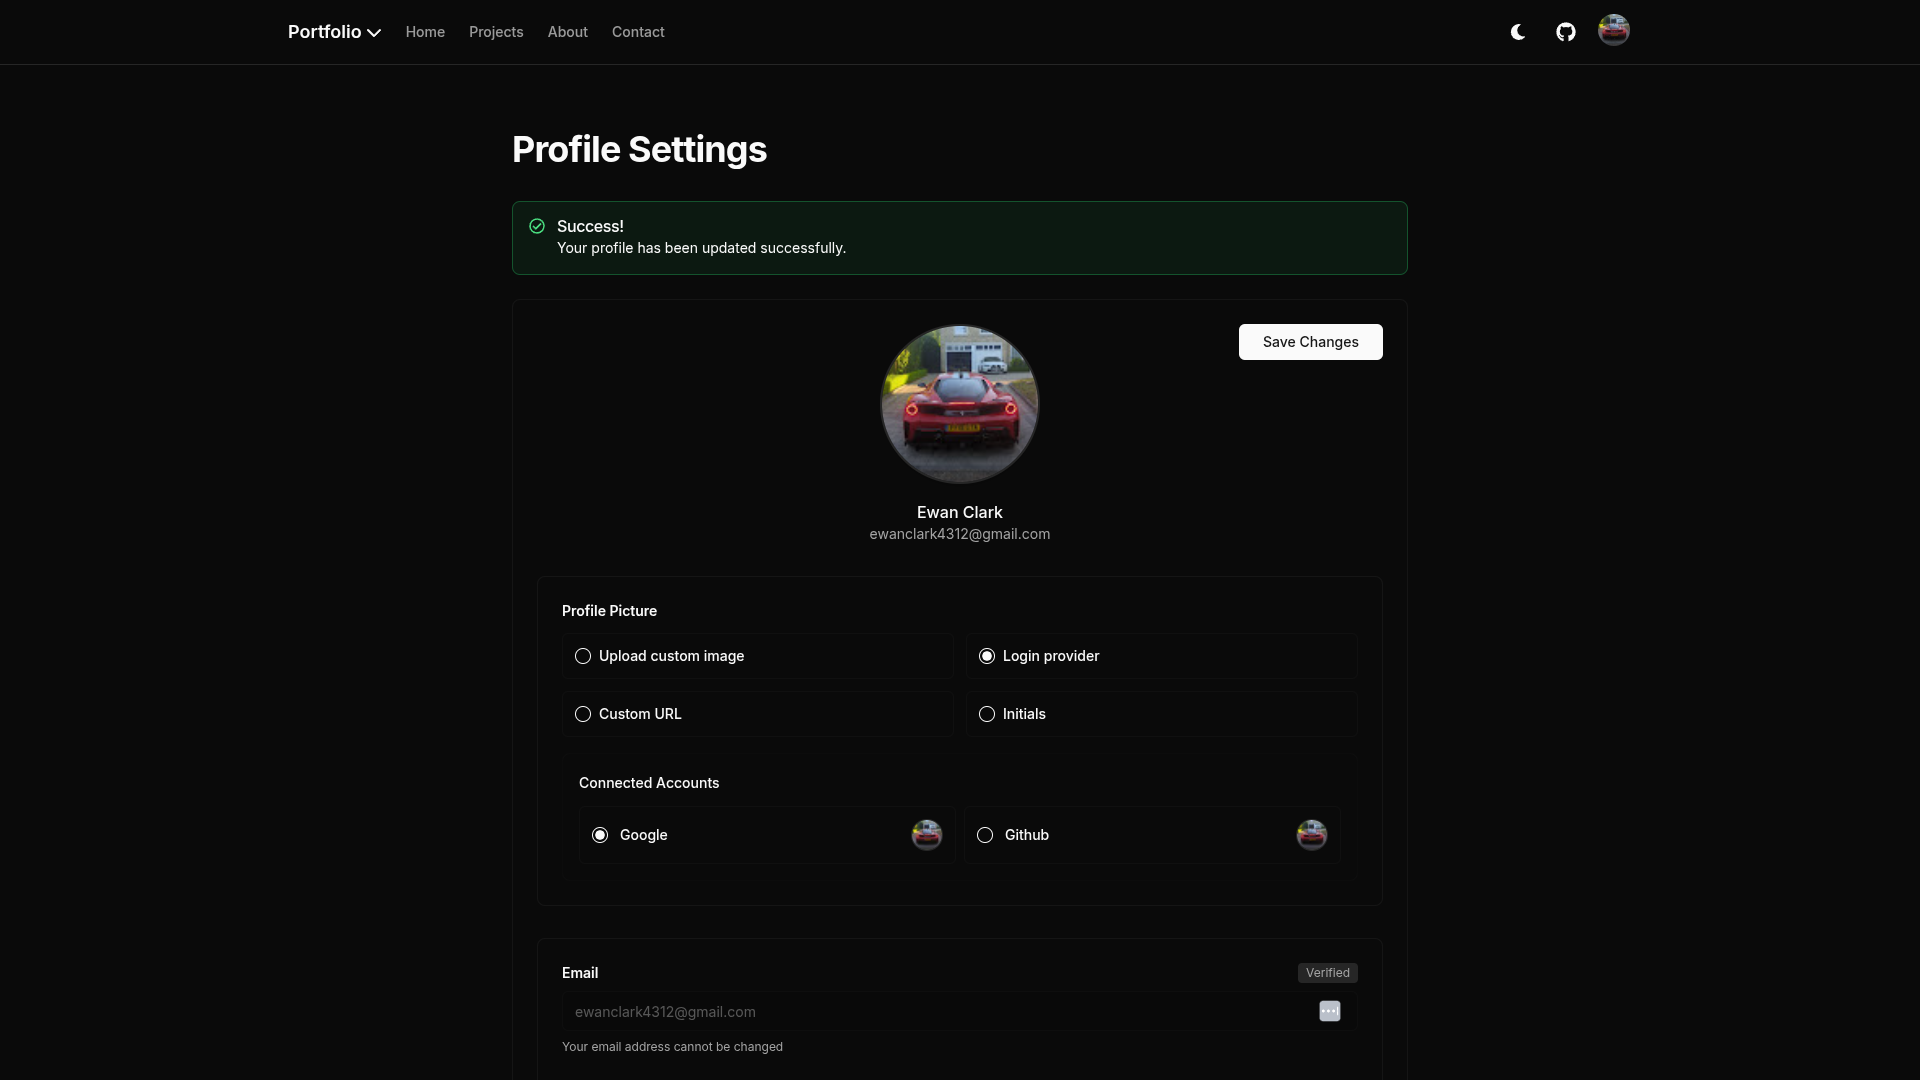 Portfolio
Home
Projects
About
Contact
Profile Settings
Success!
Your profile has been updated successfully.
Save Changes
Ewan Clark
ewanclark4312@gmail.com
Profile Picture
Upload custom image
Login provider
Custom URL
Initials
Connected Accounts
Google
Github
Email
Verified
ewanclark4312@gmail.com
Your email address cannot be changed